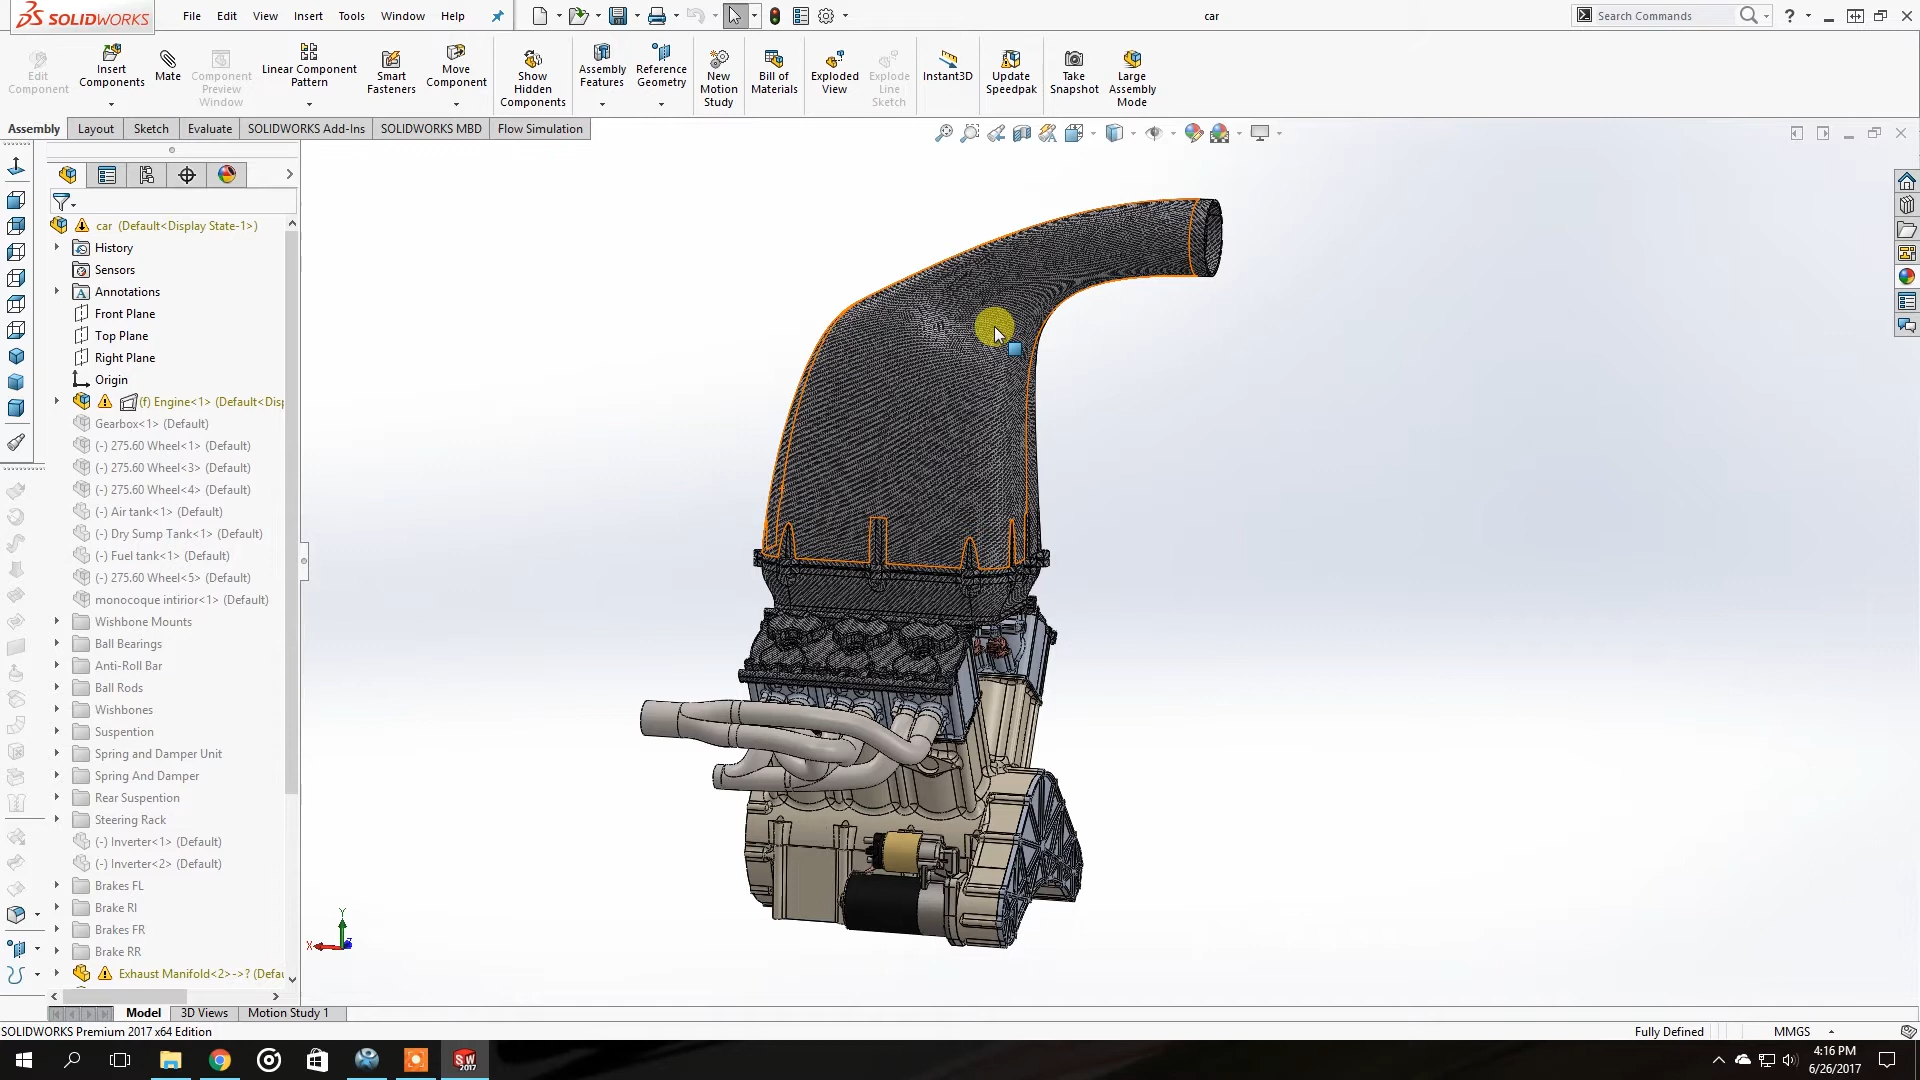 SOLIDWORKS
File Edit View Insert Tools Window Help
car
Search Commands
Edit Component
Insert Components
Mate
Component Preview Window
Linear Component Pattern
Smart Fasteners
Move Component
Show Hidden Components
Assembly Features
Reference Geometry
New Motion Study
Bill of Materials
Exploded View
Explode Line Sketch
Instant3D
Update Speedpak
Take Snapshot
Large Assembly Mode
Assembly Layout Sketch Evaluate SOLIDWORKS Add-Ins SOLIDWORKS MBD Flow Simulation
car (Default<Display State-1>)
History
Sensors
Annotations
Front Plane
Top Plane
Right Plane
Origin
(f) Engine<1> (Default<Disp
Gearbox<1> (Default)
(-) 275.60 Wheel<1> (Default)
(-) 275.60 Wheel<3> (Default)
(-) 275.60 Wheel<4> (Default)
(-) Air tank<1> (Default)
(-) Dry Sump Tank<1> (Default)
(-) Fuel tank<1> (Default)
(-) 275.60 Wheel<5> (Default)
monocoque intirior<1> (Default)
Wishbone Mounts
Ball Bearings
Anti-Roll Bar
Ball Rods
Wishbones
Suspention
Spring and Damper Unit
Spring And Damper
Rear Suspention
Steering Rack
(-) Inverter<1> (Default)
(-) Inverter<2> (Default)
Brakes FL
Brake RI
Brakes FR
Brake RR
Exhaust Manifold<2>->? (Defau
Y
X
Z
Model 3D Views Motion Study 1
SOLIDWORKS Premium 2017 x64 Edition
Fully Defined
MMGS
SW
2017
4:16 PM
6/26/2017